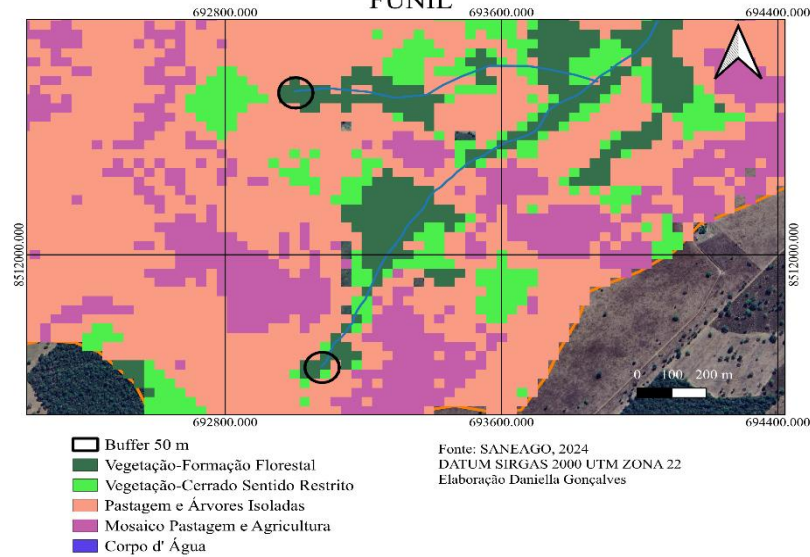 FUNIL
692800.000 693600.000 694400.000
8512000.000 8512000.000
0 100 200 m
692800.000 693600.000 694400.000
Buffer 50 m
Vegetação-Formação Florestal
Vegetação-Cerrado Sentido Restrito
Pastagem e Árvores Isoladas
Mosaico Pastagem e Agricultura
Corpo d' Água
Fonte: SANEAGO, 2024
DATUM SIRGAS 2000 UTM ZONA 22
Elaboração Daniella Gonçalves